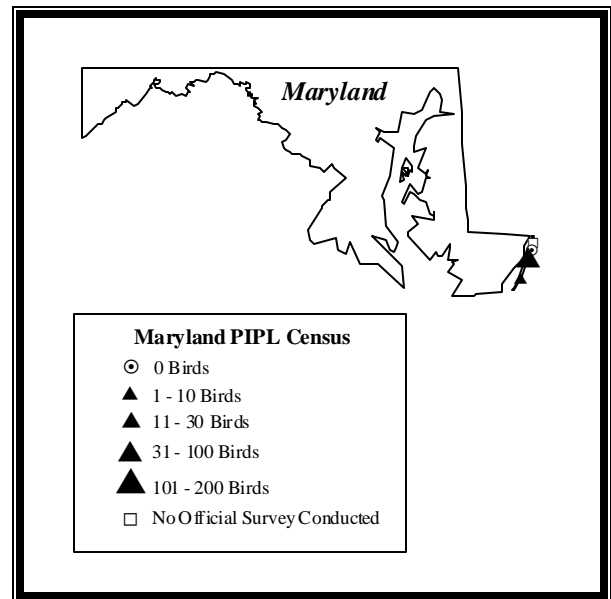 Maryland
Maryland PIPL Census
0 Birds
1 - 10 Birds
11 - 30 Birds
31 - 100 Birds
101 - 200 Birds
No Official Survey Conducted